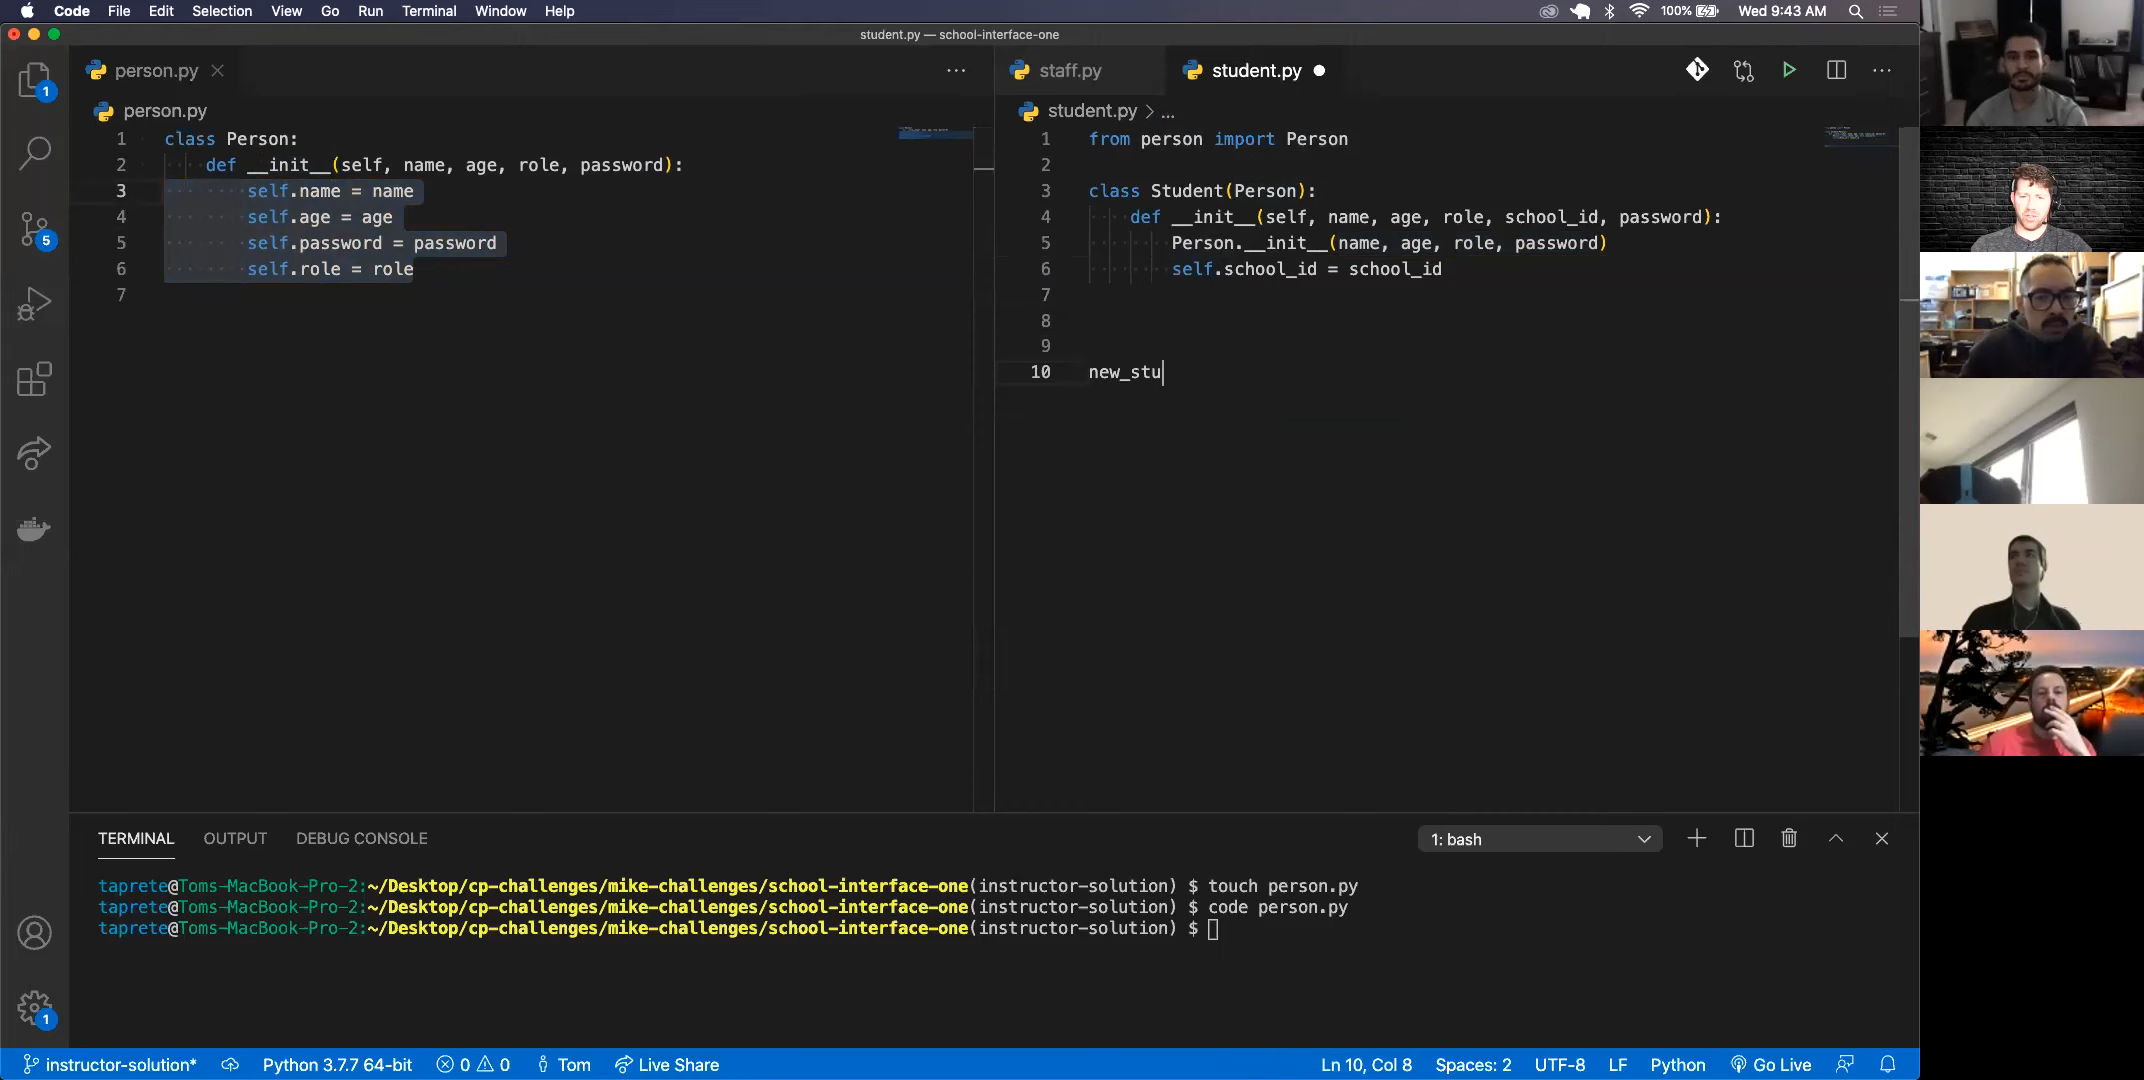 Code File Edit Selection View Go Run Terminal Window Help 100% Wed 9:43 AM
student.py — school-interface-one
person.py
staff.py student.py
person.py
student.py > ...
1 class Person:
2 def __init__(self, name, age, role, password):
3 self.name = name
4 self.age = age
5 self.password = password
6 self.role = role
7
1 from person import Person
2
3 class Student(Person):
4 def __init__(self, name, age, role, school_id, password):
5 Person.__init__(name, age, role, password)
6 self.school_id = school_id
7
8
9
10 new_stu
1
5
1
TERMINAL OUTPUT DEBUG CONSOLE 1: bash
taprete@Toms-MacBook-Pro-2:~/Desktop/cp-challenges/mike-challenges/school-interface-one(instructor-solution) $ touch person.py
taprete@Toms-MacBook-Pro-2:~/Desktop/cp-challenges/mike-challenges/school-interface-one(instructor-solution) $ code person.py
taprete@Toms-MacBook-Pro-2:~/Desktop/cp-challenges/mike-challenges/school-interface-one(instructor-solution) $
instructor-solution* Python 3.7.7 64-bit 0 0 Tom Live Share Ln 10, Col 8 Spaces: 2 UTF-8 LF Python Go Live